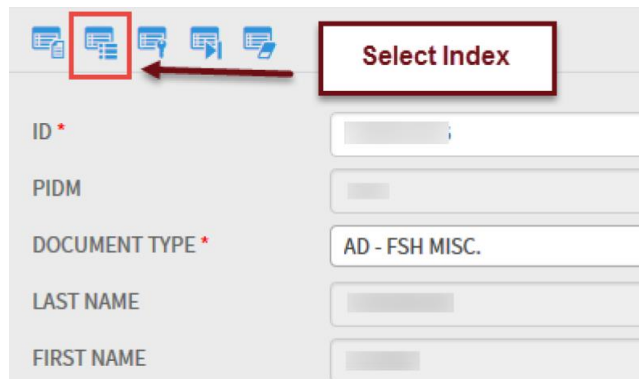 Select Index
ID *
PIDM
DOCUMENT TYPE *
AD - FSH MISC.
LAST NAME
FIRST NAME